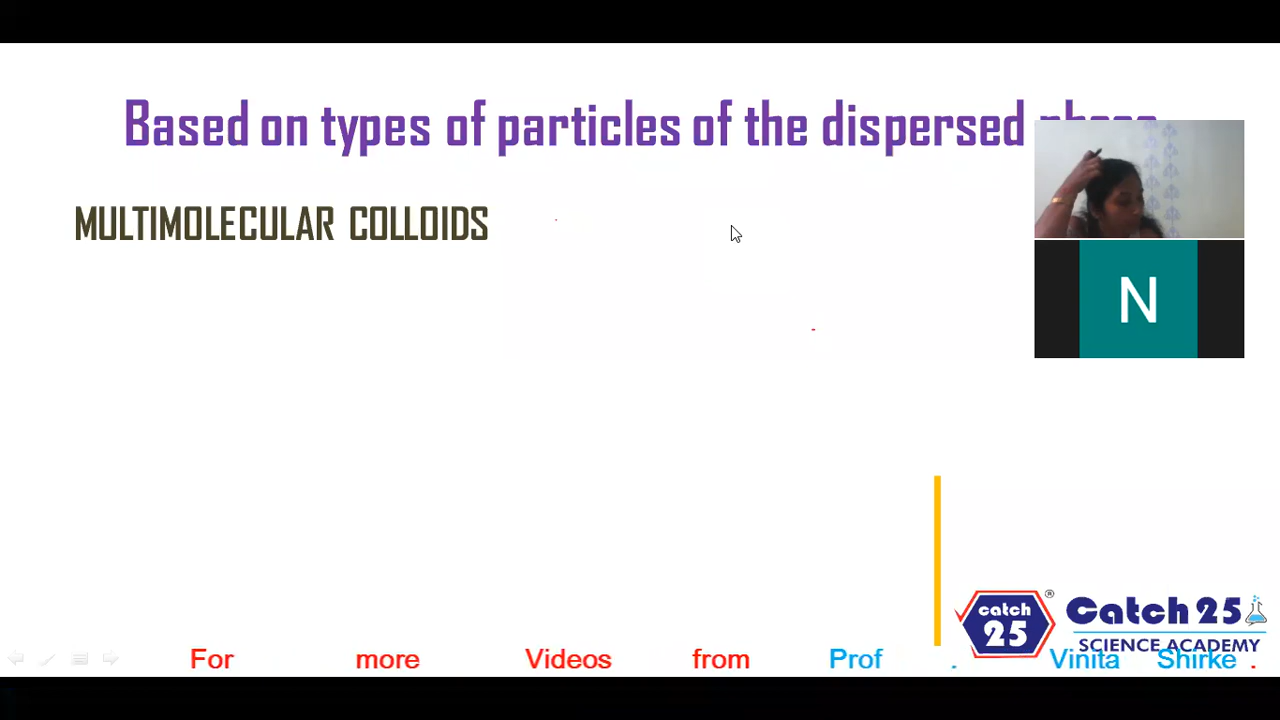 Based on types of particles of the dispersed phase
MULTIMOLECULAR COLLOIDS
N
catch
25
®
Catch 25
SCIENCE ACADEMY
For more Videos from Prof . Vinita Shirke .